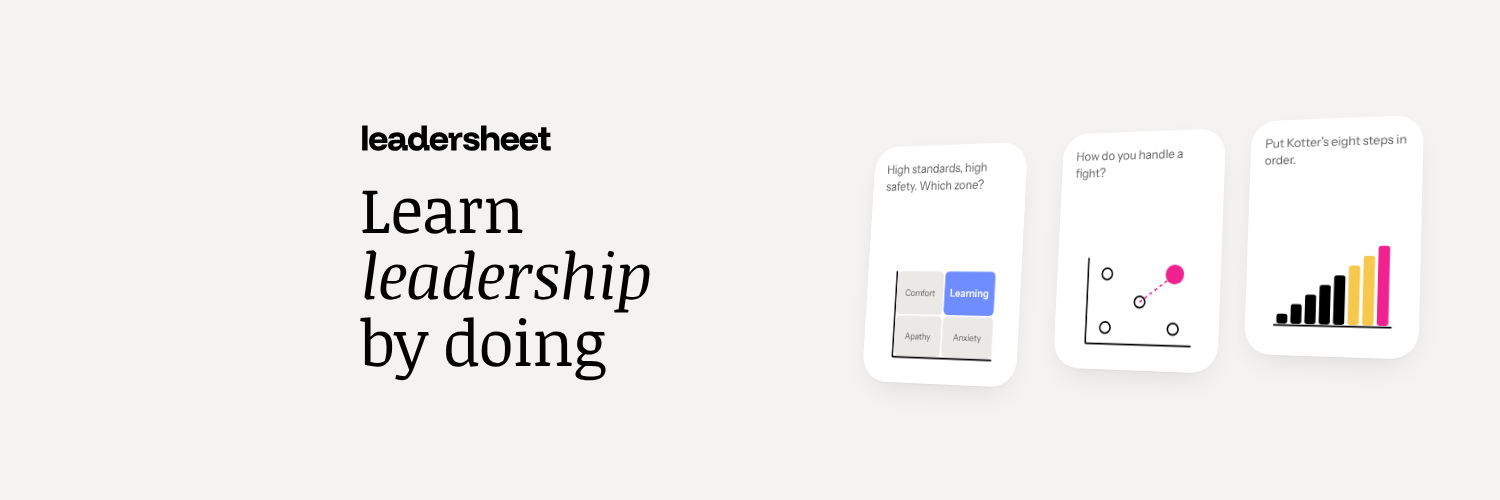 leadersheet
Learn
leadership
by doing
High standards, high
safety. Which zone?
Comfort
Learning
Apathy
Anxiety
How do you handle a
fight?
Put Kotter's eight steps in
order.